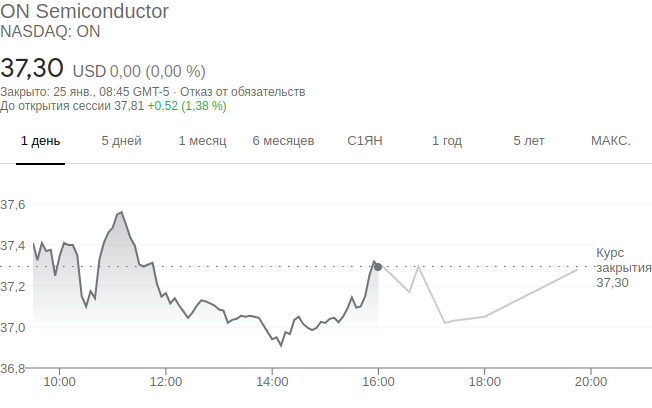 ON Semiconductor
NASDAQ: ON
37,30 USD 0,00 (0,00 %)
Закрыто: 25 янв., 08:45 GMT-5 · Отказ от обязательств
До открытия сессии 37,81 +0,52 (1,38 %)
1 день 5 дней 1 месяц 6 месяцев С1ЯН 1 год 5 лет МАКС.
37,6
37,4
Курс
закрытия
37,30
37,2
37,0
36,8
10:00 12:00 14:00 16:00 18:00 20:00